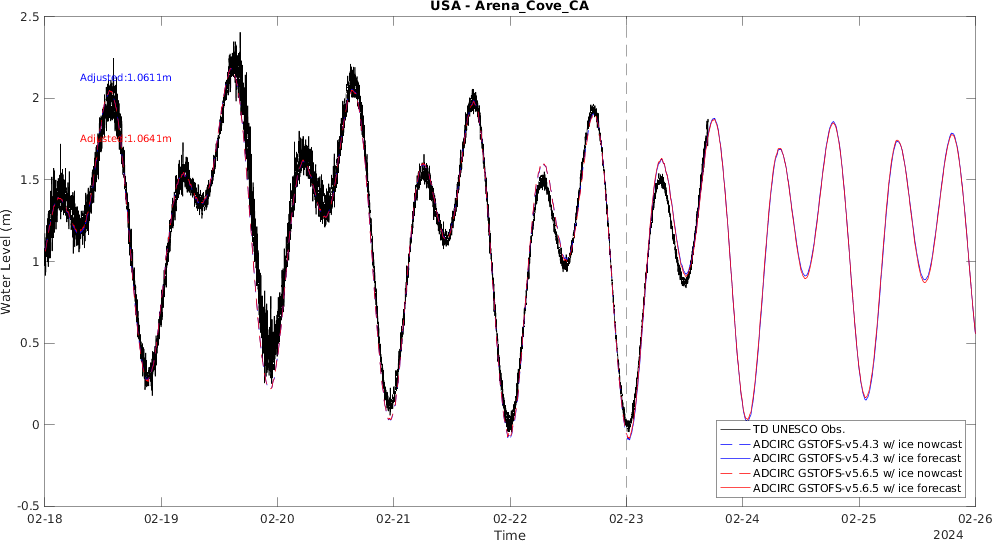 USA - Arena_Cove_CA
2.5
2
1.5
1
0.5
0
-0.5
Water Level (m)
Adjusted:1.0611m
Adjusted:1.0641m
TD UNESCO Obs.
ADCIRC GSTOFS-v5.4.3 w/ ice nowcast
ADCIRC GSTOFS-v5.4.3 w/ ice forecast
ADCIRC GSTOFS-v5.6.5 w/ ice nowcast
ADCIRC GSTOFS-v5.6.5 w/ ice forecast
02-18 02-19 02-20 02-21 02-22 02-23 02-24 02-25 02-26
Time
2024